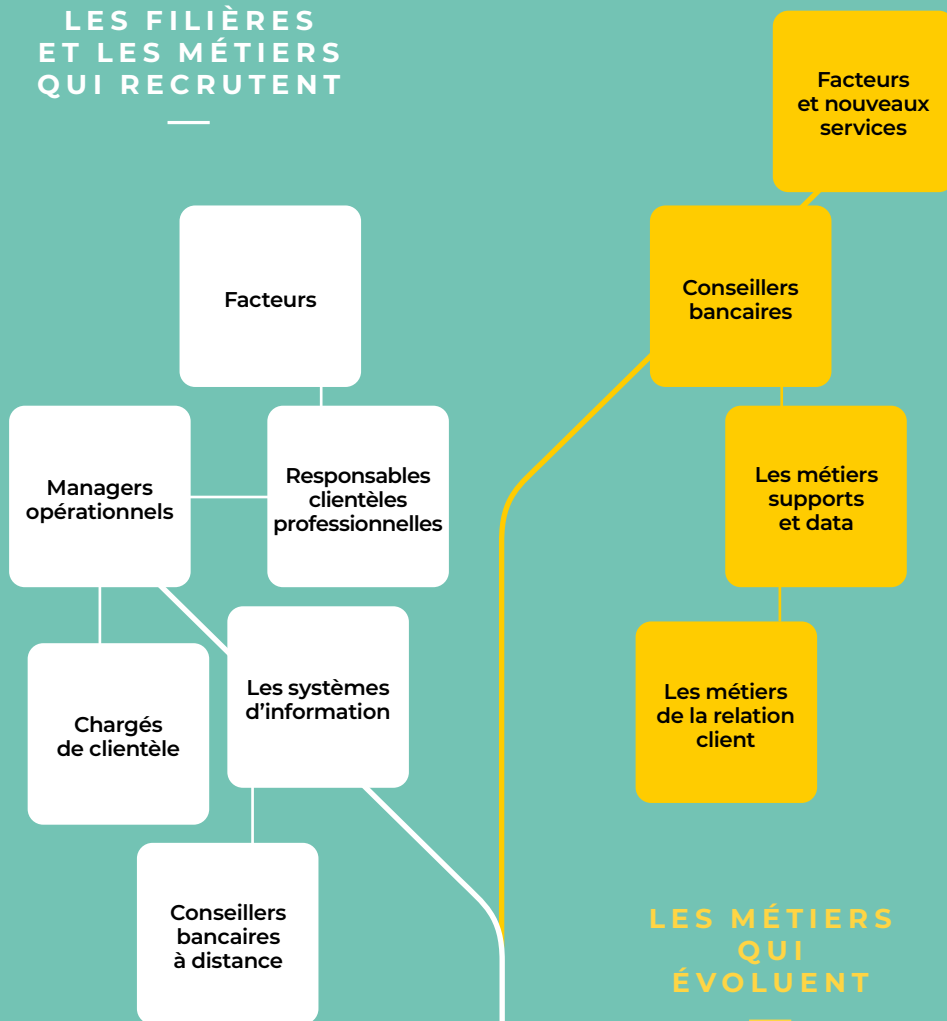 LES FILIÈRES
ET LES MÉTIERS
QUI RECRUTENT
Facteurs
Managers
opérationnels
Responsables
clientèles
professionnelles
Chargés
de clientèle
Les systèmes
d’information
Conseillers
bancaires
à distance
Facteurs
et nouveaux
services
Conseillers
bancaires
Les métiers
supports
et data
Les métiers
de la relation
client
LES MÉTIERS
QUI
ÉVOLUENT